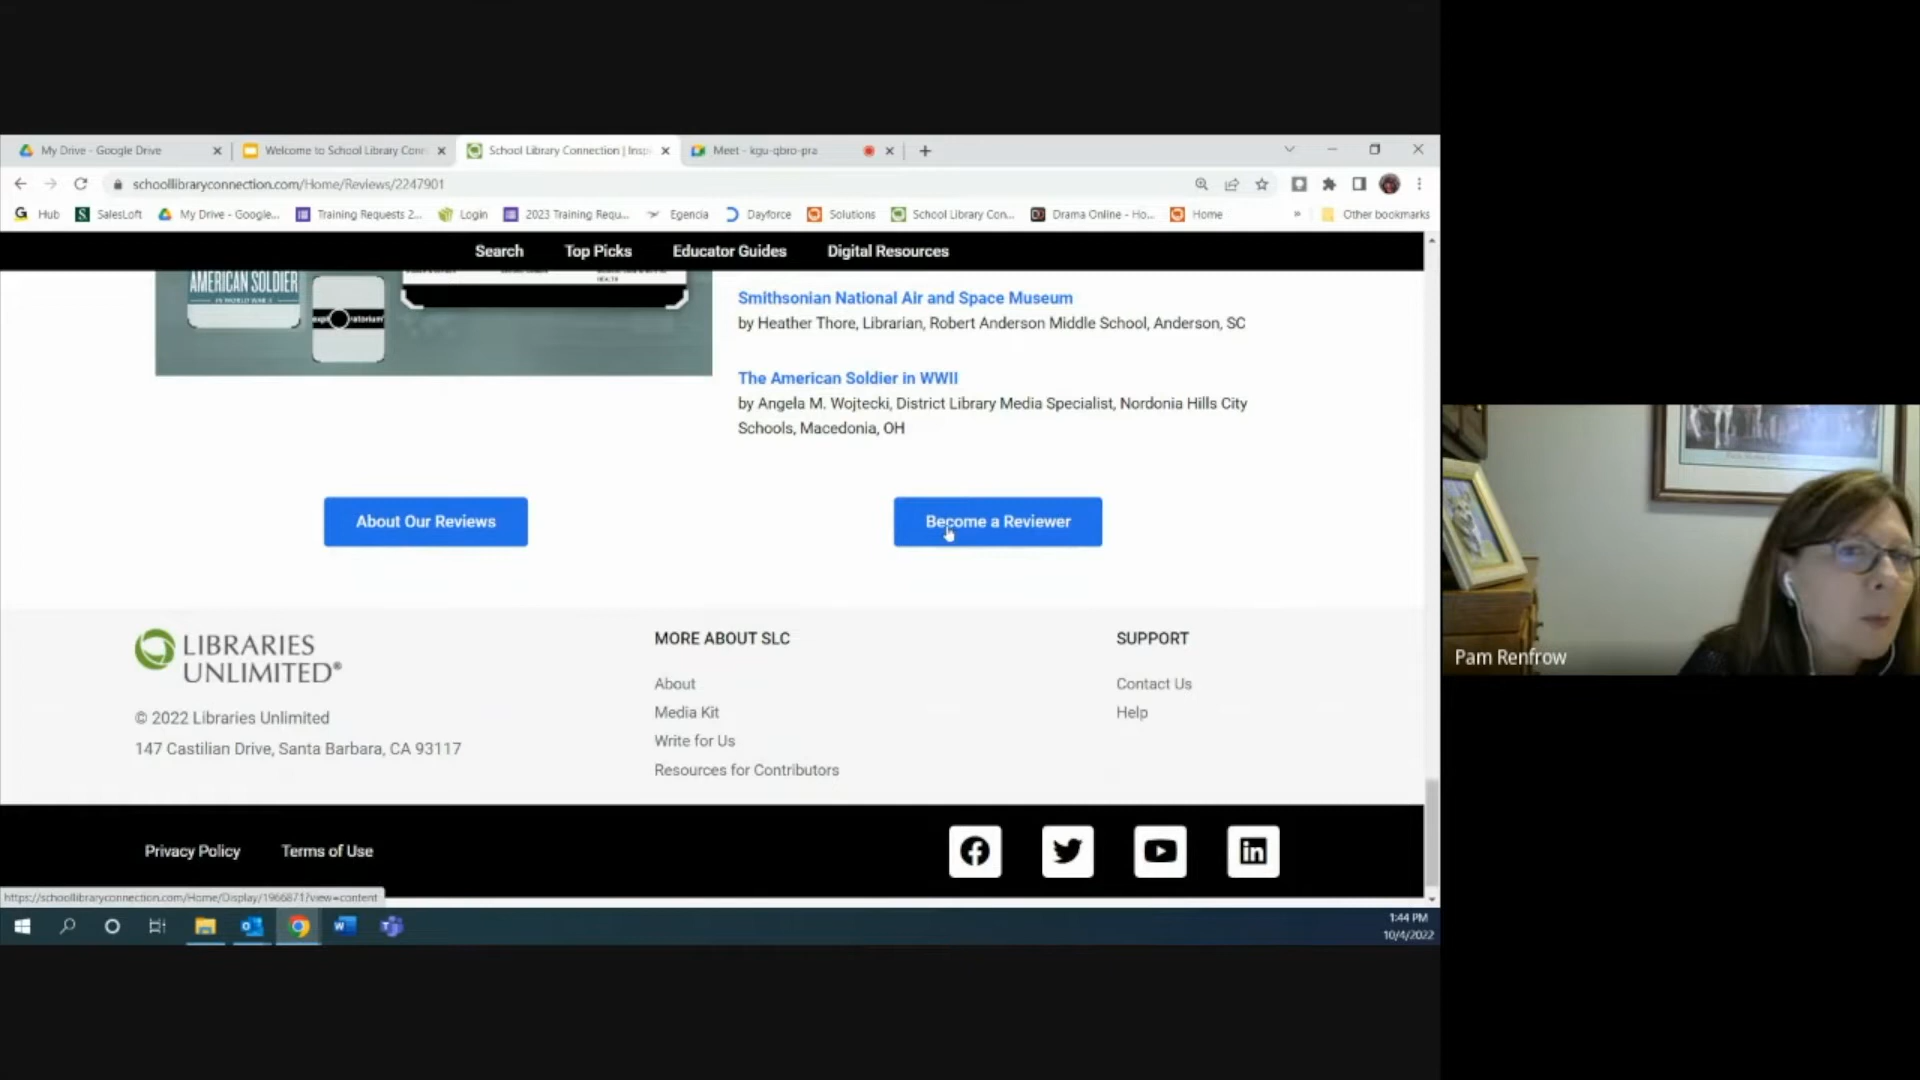 My Drive - Google Drive
Welcome to School Library Conn
School Library Connection | Insp
Meet - kgu-qbro-pra
schoollibraryconnection.com/Home/Reviews/2247901
Hub
SalesLoft
My Drive - Google...
Training Requests 2...
Login
2023 Training Requ...
Egencia
Dayforce
Solutions
School Library Con...
Drama Online - Ho...
Home
»
Other bookmarks
Search
Top Picks
Educator Guides
Digital Resources
AMERICAN SOLDIER
IN WORLD WAR II
HEALTH
Smithsonian National Air and Space Museum
by Heather Thore, Librarian, Robert Anderson Middle School, Anderson, SC
The American Soldier in WWII
by Angela M. Wojtecki, District Library Media Specialist, Nordonia Hills City
Schools, Macedonia, OH
About Our Reviews
Become a Reviewer
LIBRARIES
UNLIMITED®
© 2022 Libraries Unlimited
147 Castilian Drive, Santa Barbara, CA 93117
MORE ABOUT SLC
About
Media Kit
Write for Us
Resources for Contributors
SUPPORT
Contact Us
Help
Privacy Policy
Terms of Use
https://schoollibraryconnection.com/Home/Display/1966871?view=content
1:44 PM
10/4/2022
Pam Renfrow